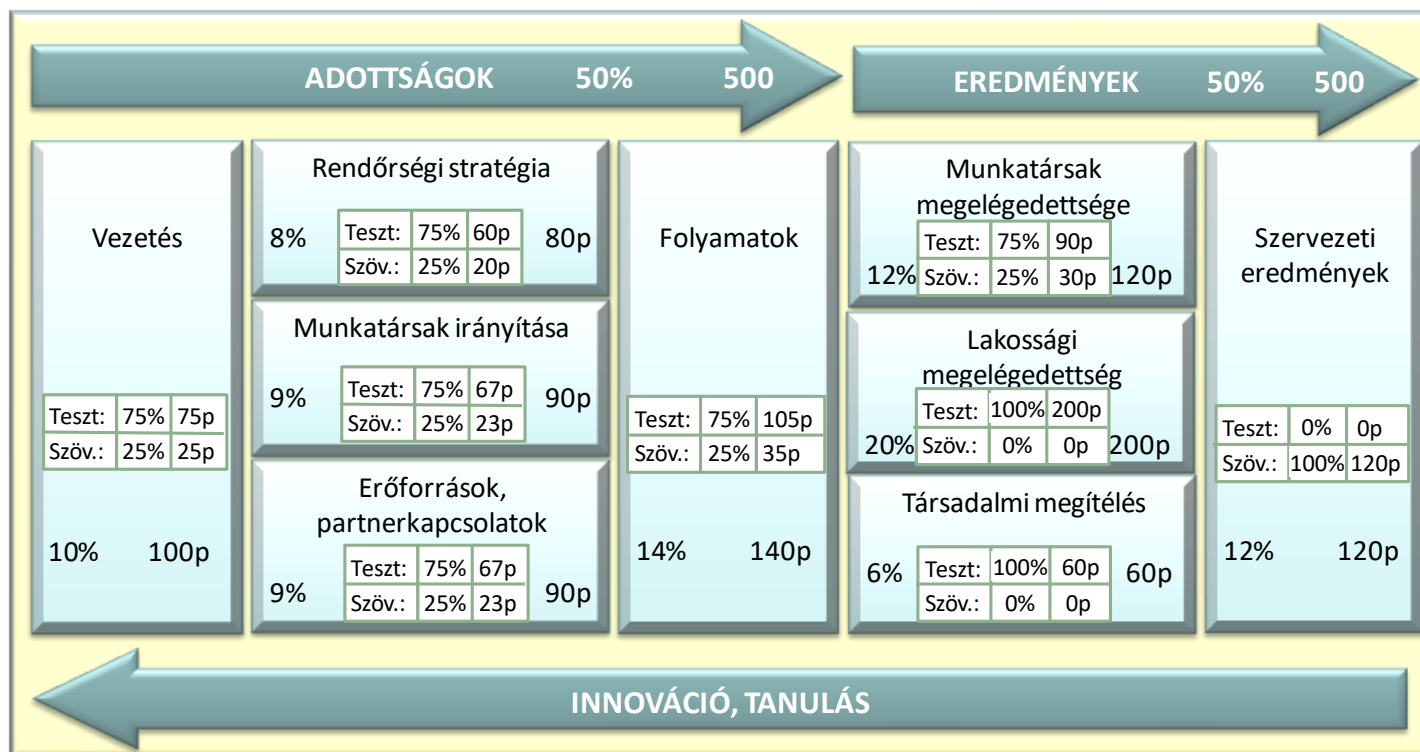 ADOTTSÁGOK 50% 500
EREDMÉNYEK 50% 500
Vezetés
Teszt: 75% 75p
Szöv.: 25% 25p
10% 100p
Rendőrségi stratégia
8%
Teszt: 75% 60p
Szöv.: 25% 20p
80p
Munkatársak irányítása
9%
Teszt: 75% 67p
Szöv.: 25% 23p
90p
Erőforrások,
partnerkapcsolatok
9%
Teszt: 75% 67p
Szöv.: 25% 23p
90p
Folyamatok
Teszt: 75% 105p
Szöv.: 25% 35p
14% 140p
Munkatársak
megelégedettsége
12%
Teszt: 75% 90p
Szöv.: 25% 30p
120p
Lakossági
megelégedettség
20%
Teszt: 100% 200p
Szöv.: 0% 0p
200p
Társadalmi megítélés
6%
Teszt: 100% 60p
Szöv.: 0% 0p
60p
Szervezeti
eredmények
Teszt: 0% 0p
Szöv.: 100% 120p
12% 120p
INNOVÁCIÓ, TANULÁS